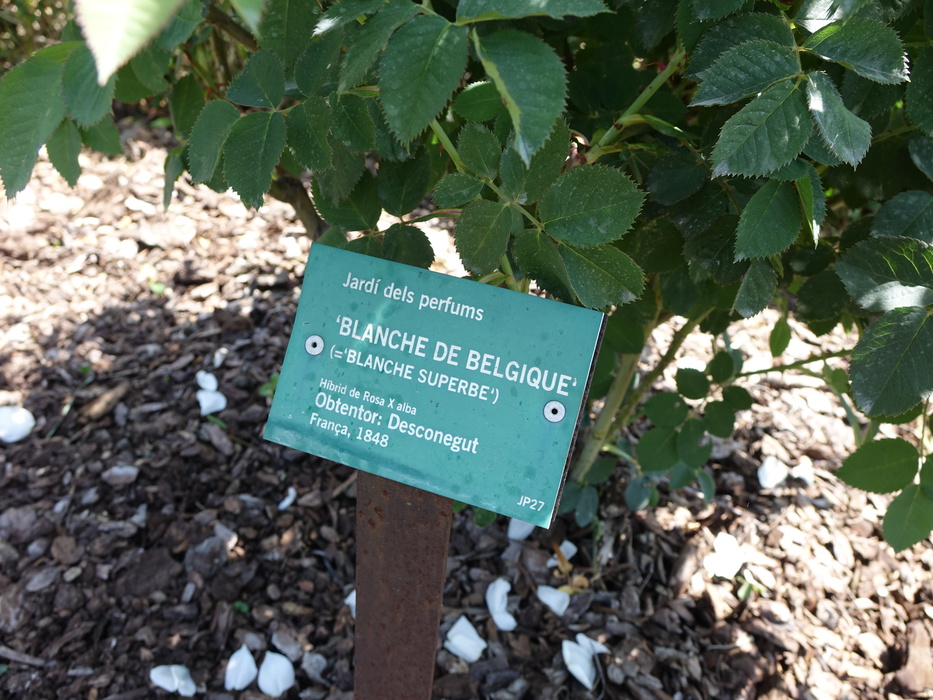 Jardí dels perfums
‘BLANCHE DE BELGIQUE‘
(=‘BLANCHE SUPERBE‘)
Híbrid de Rosa X alba
Obtentor: Desconegut
França, 1848
JP27